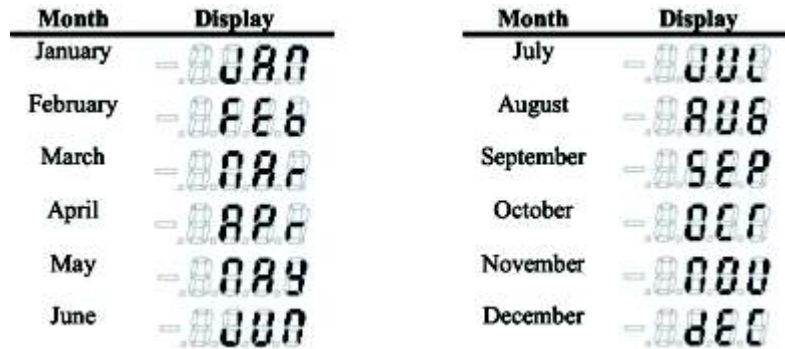 Month Display
January JAN
February FEb
March MAr
April APr
May MAY
June JUN
Month Display
July JUL
August AUG
September SEP
October OCT
November NOU
December dEC